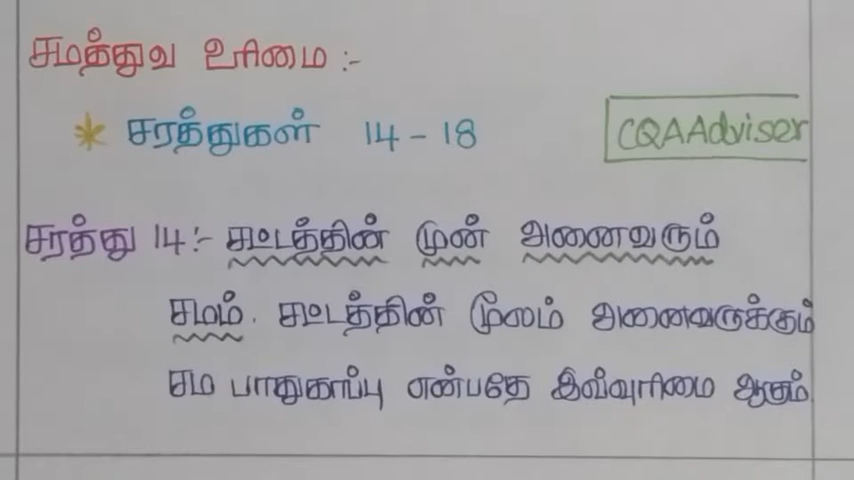 சமத்துவ உரிமை :-
* சரத்துகள் 14 - 18
CQAAdviser
சரத்து 14 :- சட்டத்தின் முன் அனைவரும்
சமம். சட்டத்தின் மூலம் அனைவருக்கும்
சம பாதுகாப்பு என்பதே இவ்வுரிமை ஆகும்.